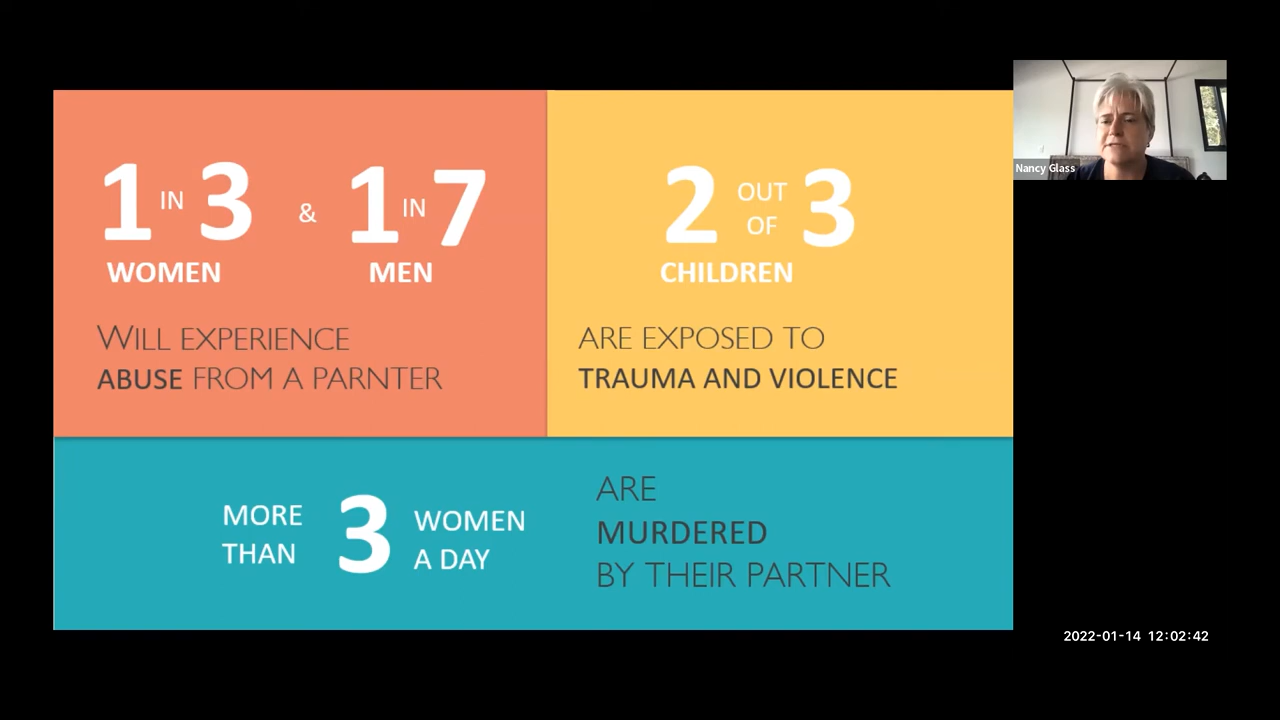 1 IN 3 & 1 IN 7
WOMEN MEN
WILL EXPERIENCE
ABUSE FROM A PARNTER
2 OUT OF 3
CHILDREN
ARE EXPOSED TO
TRAUMA AND VIOLENCE
MORE THAN 3 WOMEN A DAY
ARE
MURDERED
BY THEIR PARTNER
Nancy Glass
2022-01-14 12:02:42